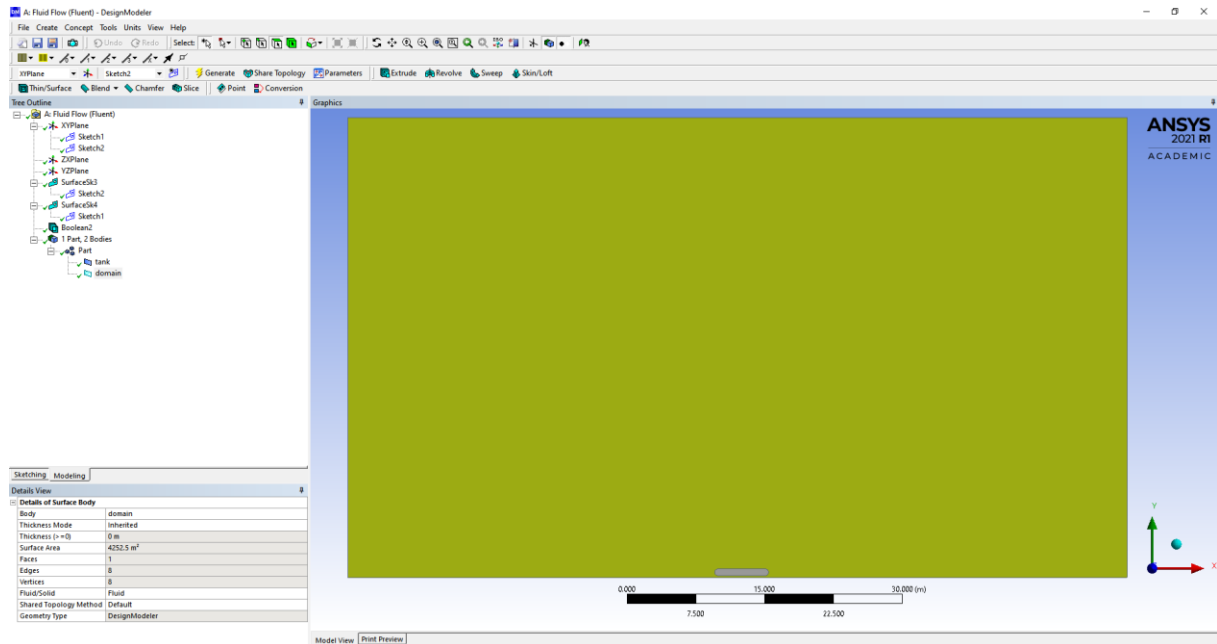 A: Fluid Flow (Fluent) - DesignModeler
File Create Concept Tools Units View Help
Undo Redo Select:
XYPlane Sketch2 Generate Share Topology Parameters Extrude Revolve Sweep Skin/Loft
Thin/Surface Blend Chamfer Slice Point Conversion
Tree Outline
A: Fluid Flow (Fluent)
XYPlane
Sketch1
Sketch2
ZXPlane
YZPlane
SurfaceSk3
Sketch2
SurfaceSk4
Sketch1
Boolean2
1 Part, 2 Bodies
Part
tank
domain
Sketching Modeling
Details View
Details of Surface Body
Body domain
Thickness Mode Inherited
Thickness (>=0) 0 m
Surface Area 4252.5 m²
Faces 1
Edges 8
Vertices 8
Fluid/Solid Fluid
Shared Topology Method Default
Geometry Type DesignModeler
Graphics
ANSYS
2021 R1
ACADEMIC
Y
X
0.000 15.000 30.000 (m)
7.500 22.500
Model View Print Preview